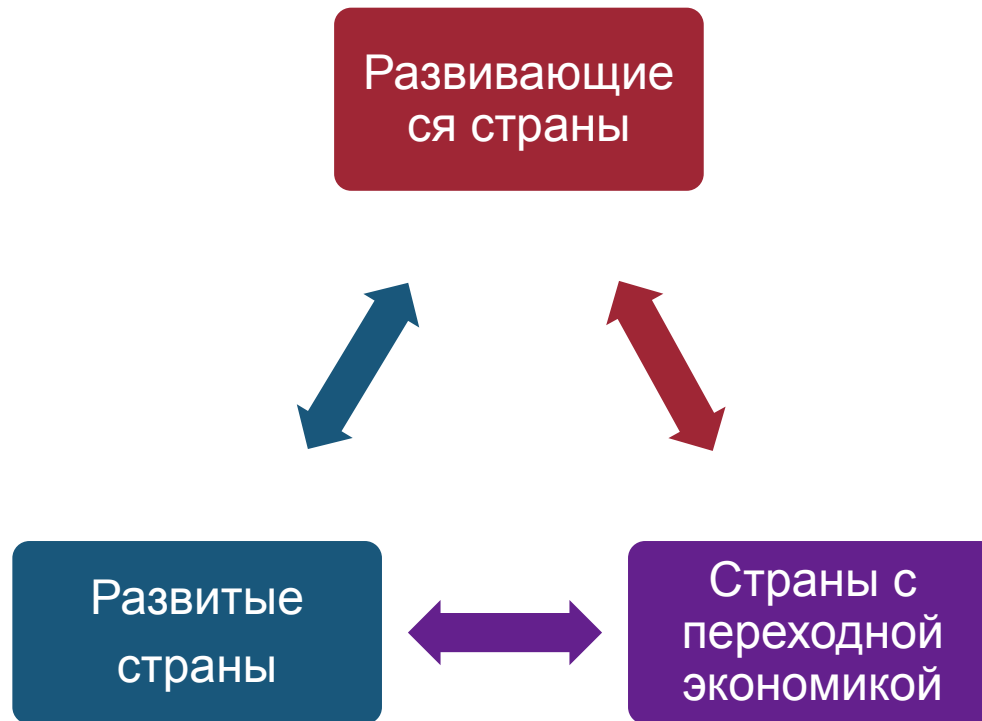 Развивающие
ся страны
Развитые
страны
Страны с
переходной
экономикой